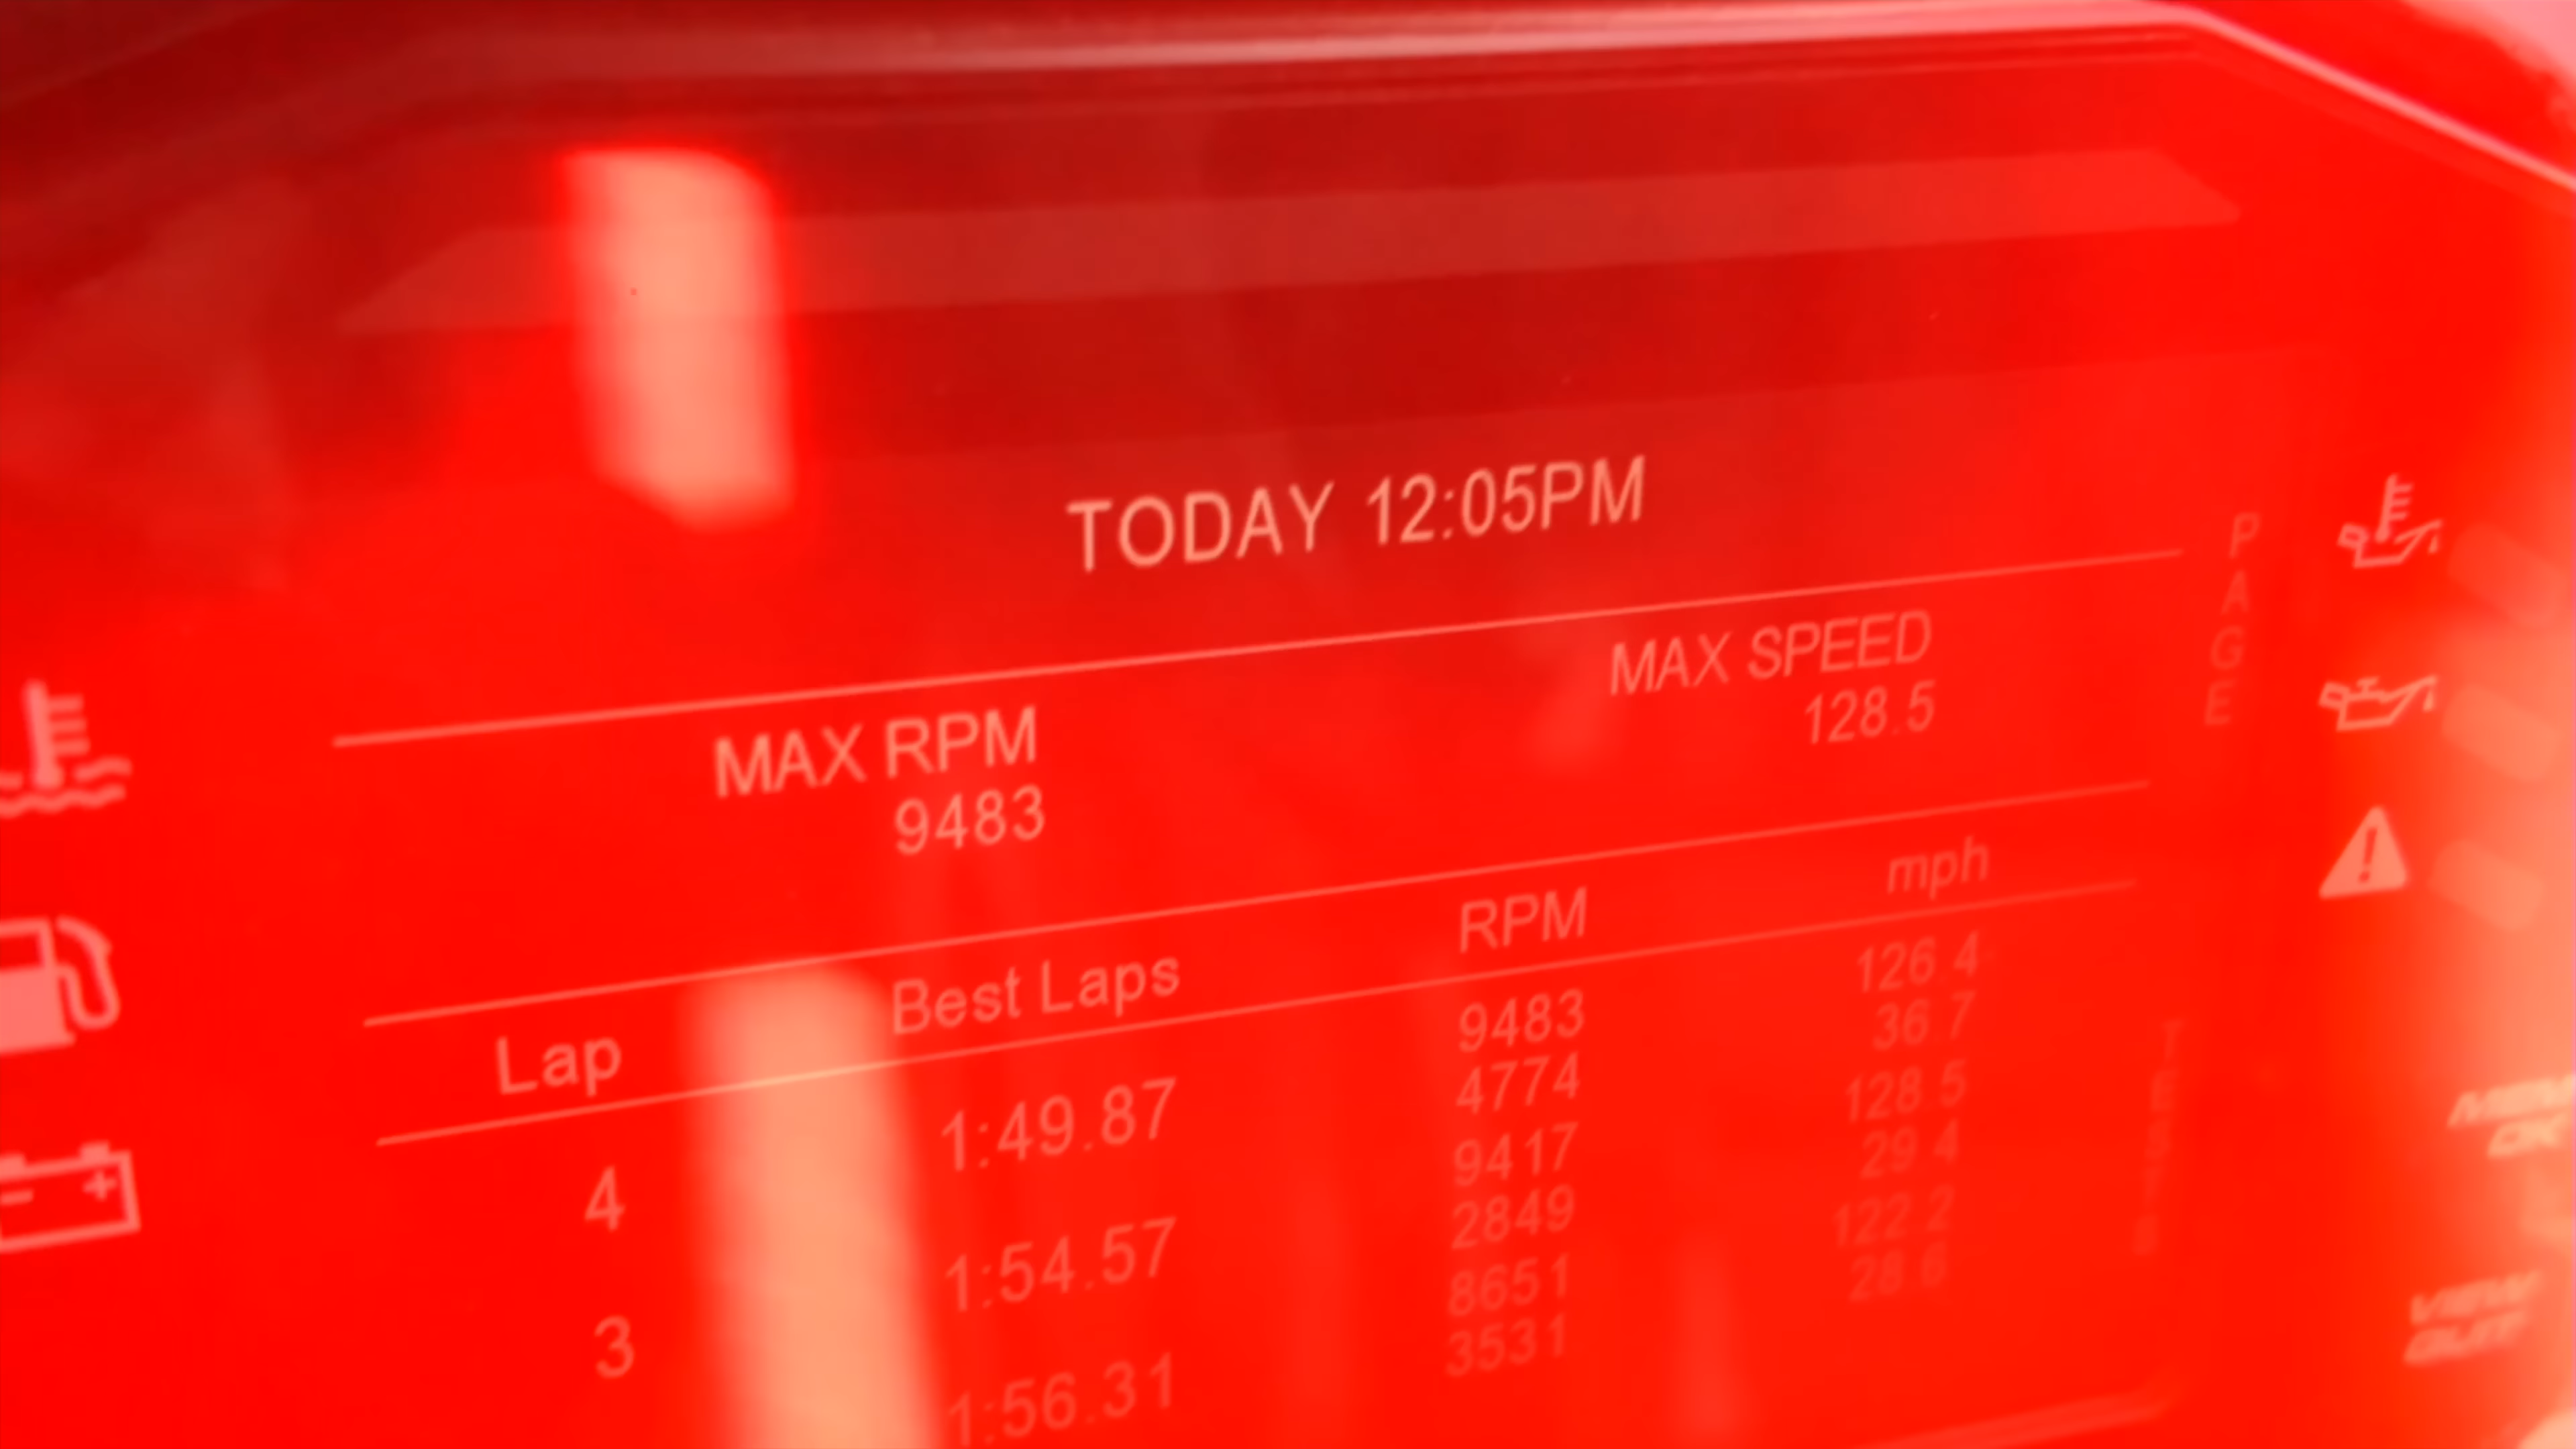 TODAY 12:05PM
MAX RPM MAX SPEED
9483 128.5
Lap Best Laps RPM mph
4 1:49.87 9483 126.4
4774 36.7
3 1:54.57 9417 128.5
2849 29.4
1:56.31 8651 122.2
3531 28.6
PAGE
VIEW